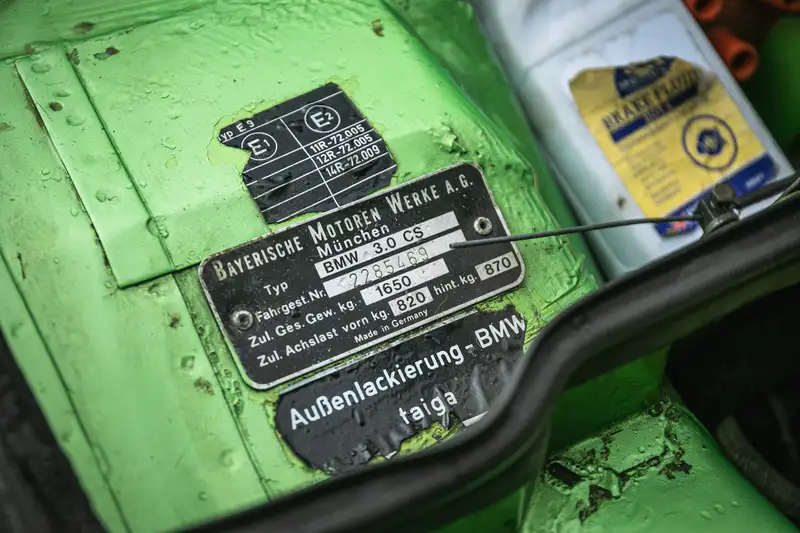 TYP E 9
E1 E2
11R-72.005
12R-72.005
14R-72.009
BAYERISCHE MOTOREN WERKE A.G.
München
Typ BMW 3.0 CS
Fahrgest.Nr. 2285469
Zul. Ges. Gew. kg. 1650
Zul. Achslast vorn kg. 820 hint. kg. 870
Made in Germany
Außenlackierung - BMW
taiga
BRAKE FLUID